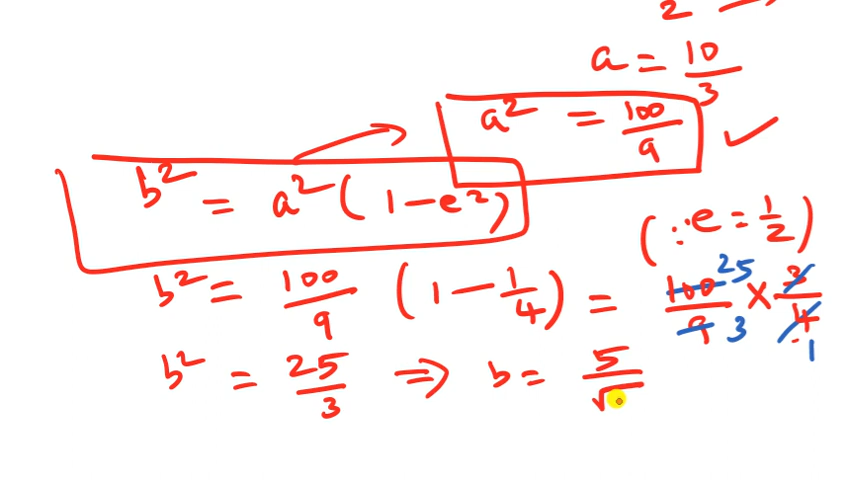 2
a = 10/3
a² = 100/9 ✓
b² = a²(1-e²)
(∵ e = 1/2)
b² = 100/9 (1 - 1/4) = 100/9 × 3/4 25 3 1
b² = 25/3 ⇒ b = 5/√